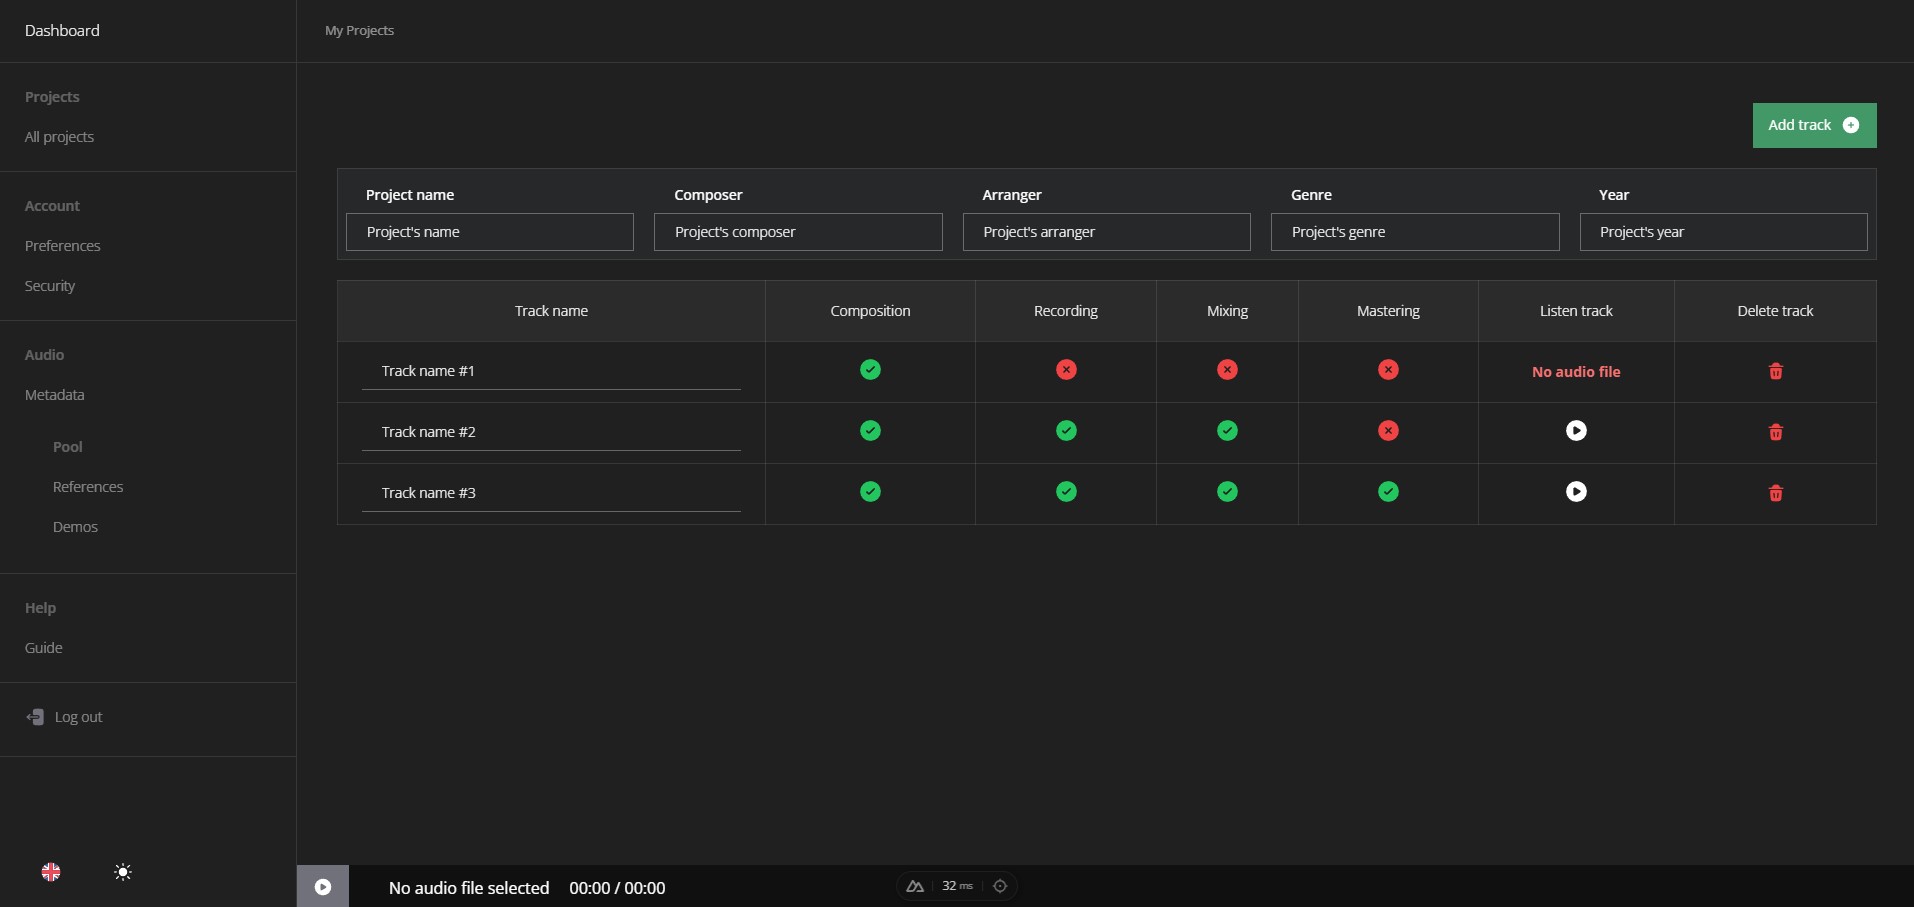 Dashboard
My Projects
Projects
All projects
Account
Preferences
Security
Audio
Metadata
Pool
References
Demos
Help
Guide
Log out
Add track
Project name Composer Arranger Genre Year
Project's name Project's composer Project's arranger Project's genre Project's year
Track name Composition Recording Mixing Mastering Listen track Delete track
Track name #1 No audio file
Track name #2
Track name #3
No audio file selected 00:00 / 00:00
32 ms